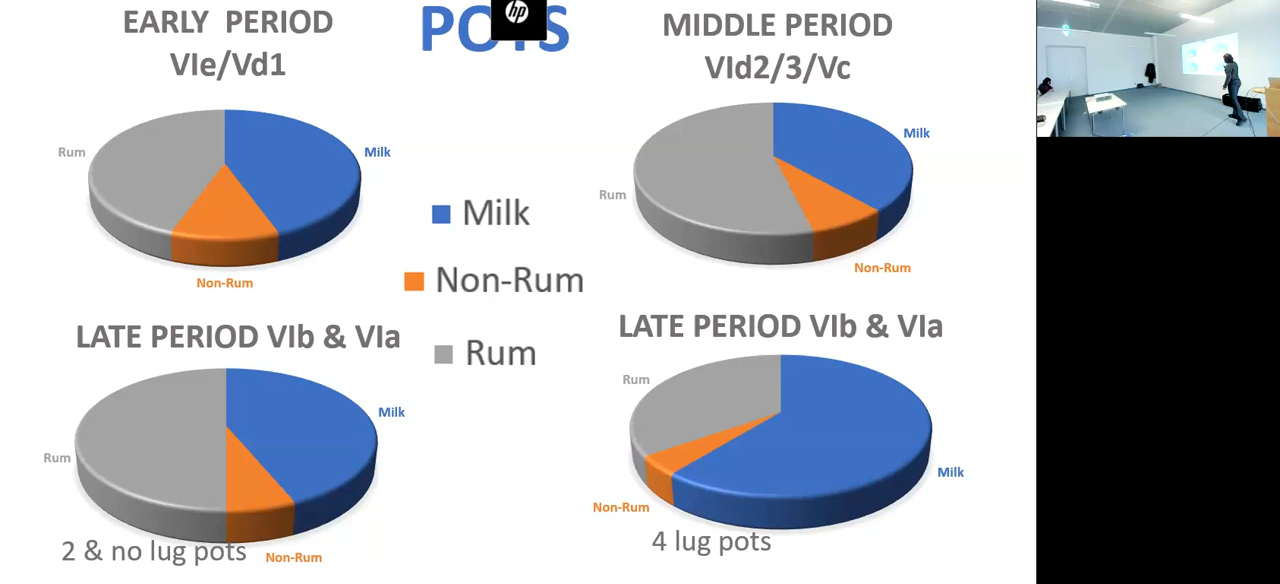 EARLY PERIOD
VIe/Vd1
Rum
Milk
Non-Rum
hp
MIDDLE PERIOD
VId2/3/Vc
Milk
Rum
Non-Rum
Milk
Non-Rum
Rum
LATE PERIOD VIb & VIa
Milk
Rum
2 & no lug pots
Non-Rum
LATE PERIOD VIb & VIa
Rum
Milk
Non-Rum
4 lug pots